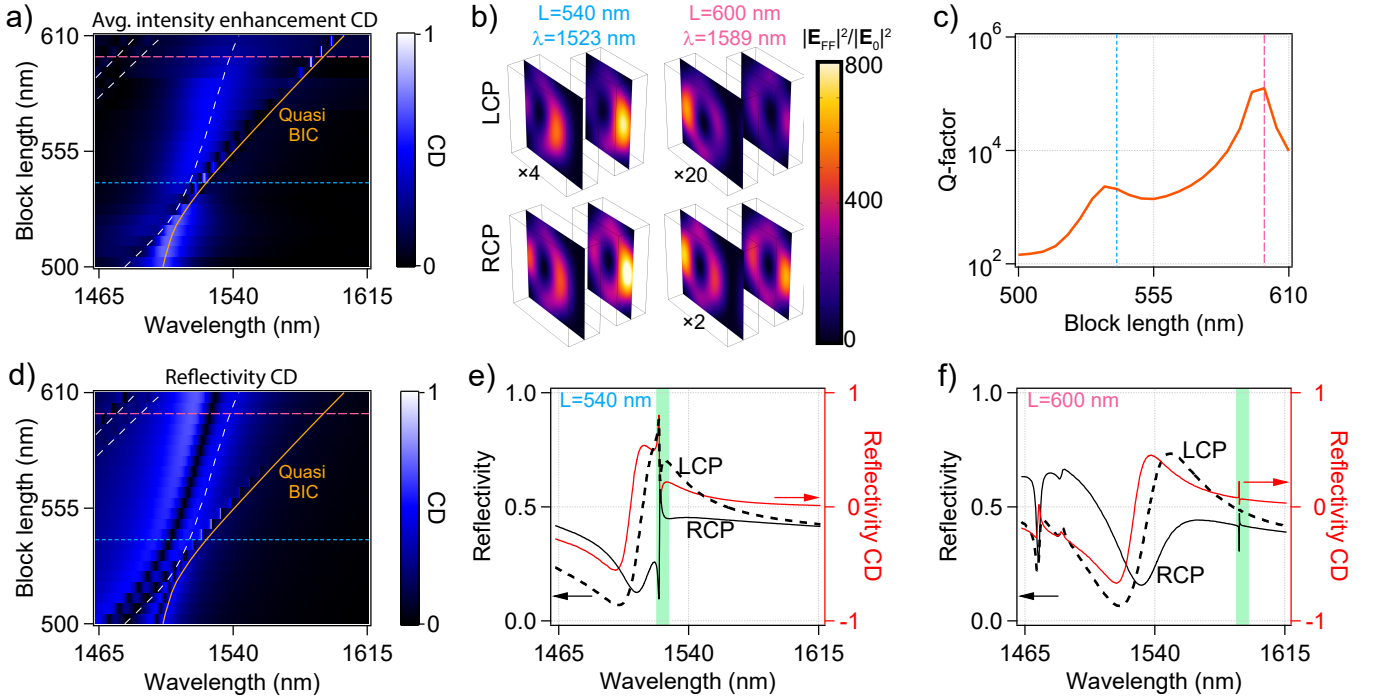 a)
Avg. intensity enhancement CD
610
555
500
Block length (nm)
Quasi
BIC
1465
1540
1615
Wavelength (nm)
1
0
CD
b)
L=540 nm
λ=1523 nm
L=600 nm
λ=1589 nm
|E_FF|²/|E_0|²
LCP
×4
×20
RCP
×2
800
400
0
c)
10⁶
10⁴
10²
Q-factor
500
555
610
Block length (nm)
d)
Reflectivity CD
610
555
500
Block length (nm)
Quasi
BIC
1465
1540
1615
Wavelength (nm)
1
0
CD
e)
L=540 nm
1.0
0.5
0.0
Reflectivity
LCP
RCP
1
0
-1
Reflectivity CD
1465
1540
1615
Wavelength (nm)
f)
L=600 nm
1.0
0.5
0.0
Reflectivity
LCP
RCP
1
0
-1
Reflectivity CD
1465
1540
1615
Wavelength (nm)